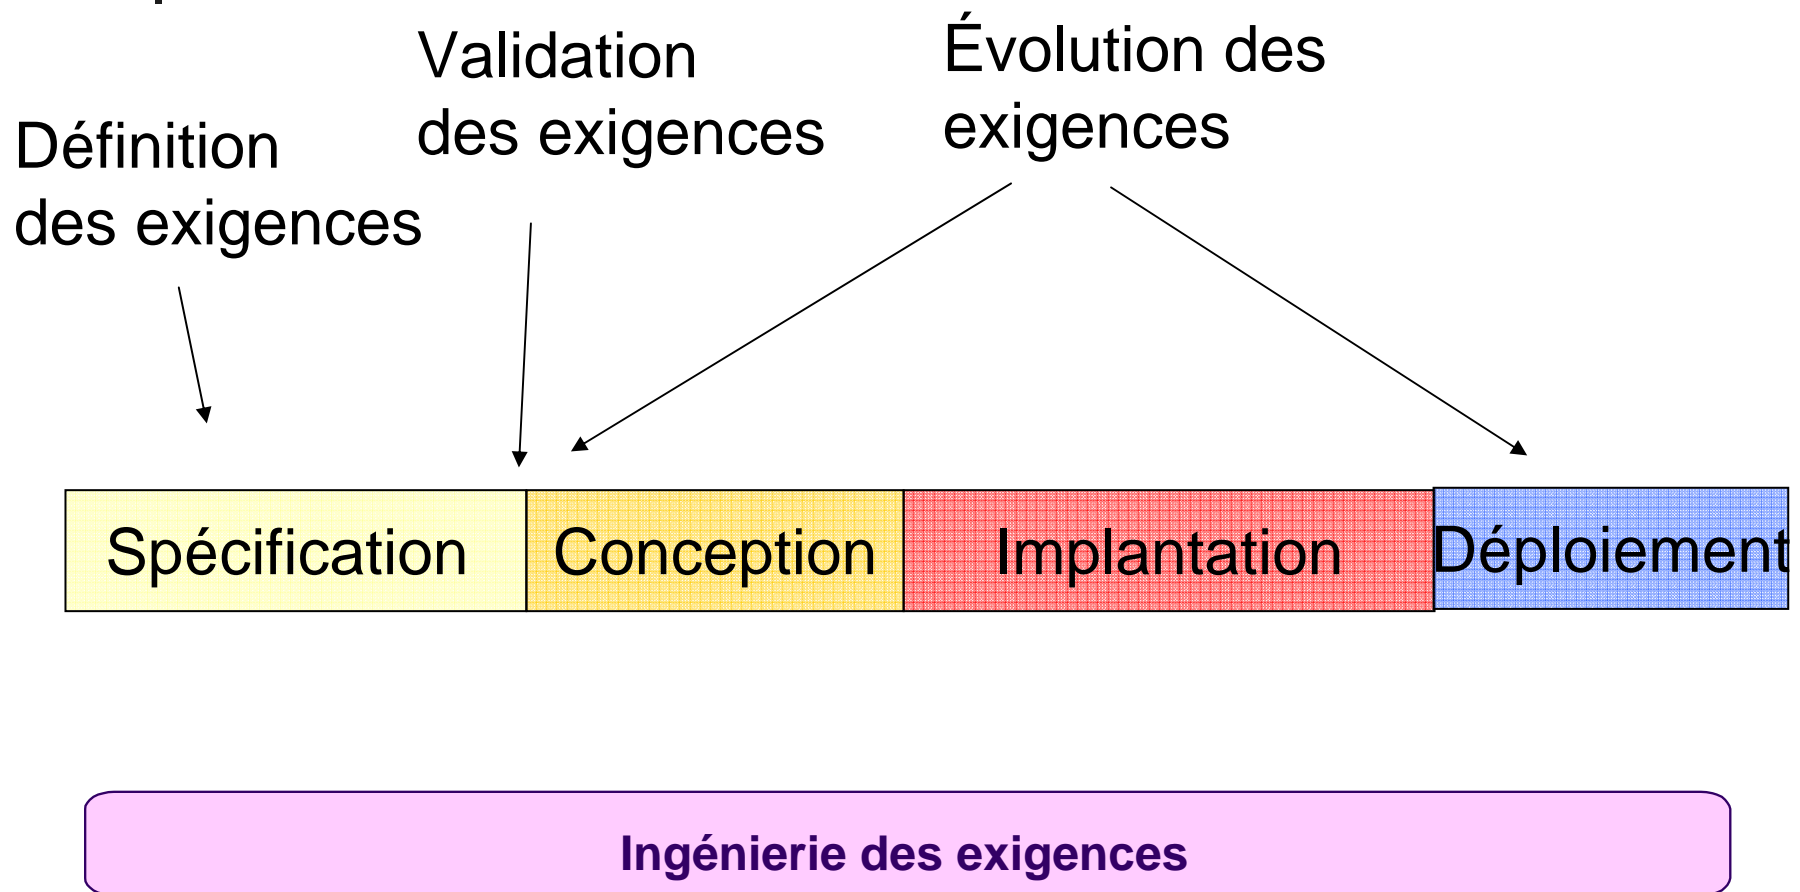 Définition
des exigences
Validation
des exigences
Évolution des
exigences
Spécification
Conception
Implantation
Déploiement
Ingénierie des exigences